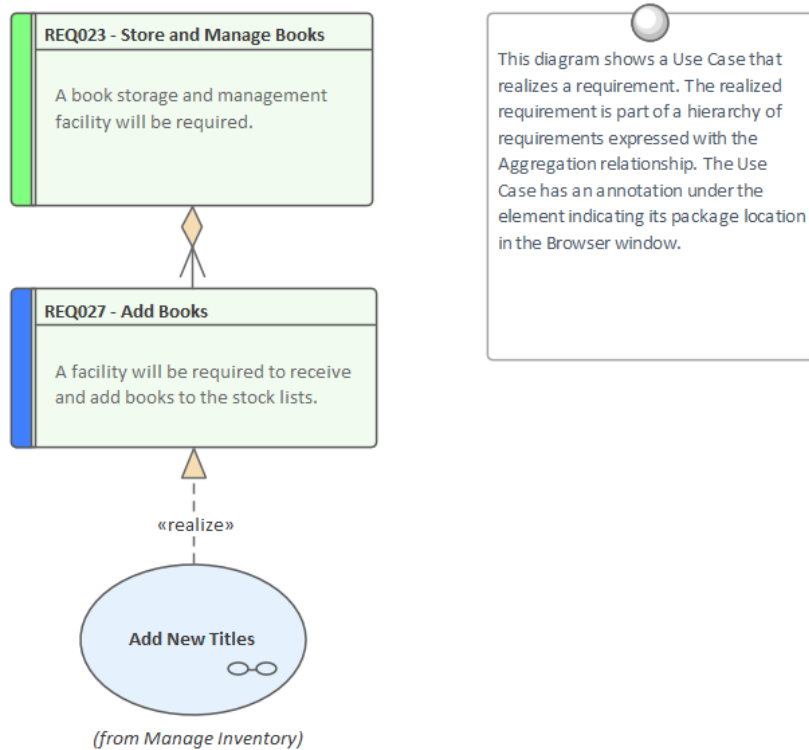 REQ023 - Store and Manage Books
A book storage and management
facility will be required.
REQ027 - Add Books
A facility will be required to receive
and add books to the stock lists.
«realize»
Add New Titles
(from Manage Inventory)
This diagram shows a Use Case that
realizes a requirement. The realized
requirement is part of a hierarchy of
requirements expressed with the
Aggregation relationship. The Use
Case has an annotation under the
element indicating its package location
in the Browser window.